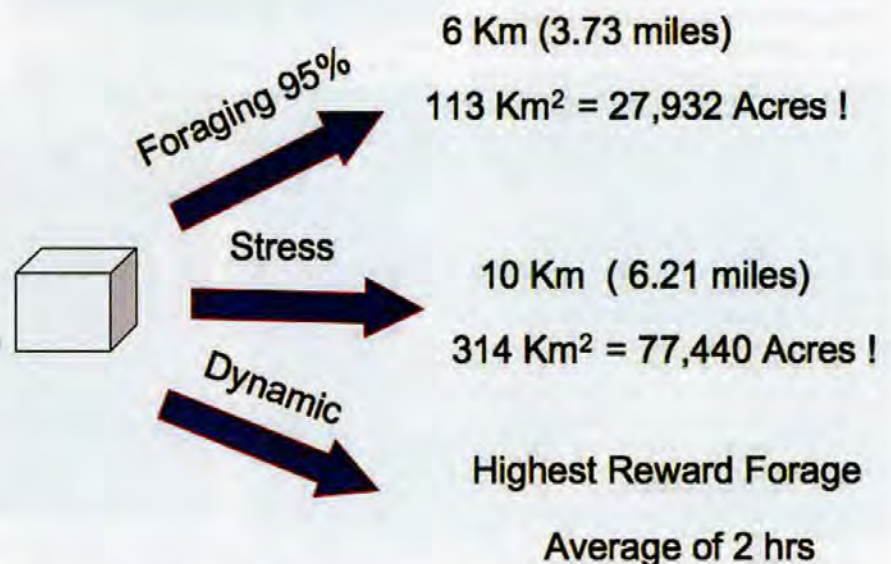 Foraging 95%
6 Km (3.73 miles)
113 Km² = 27,932 Acres !
Stress
10 Km ( 6.21 miles)
314 Km² = 77,440 Acres !
Dynamic
Highest Reward Forage
Average of 2 hrs